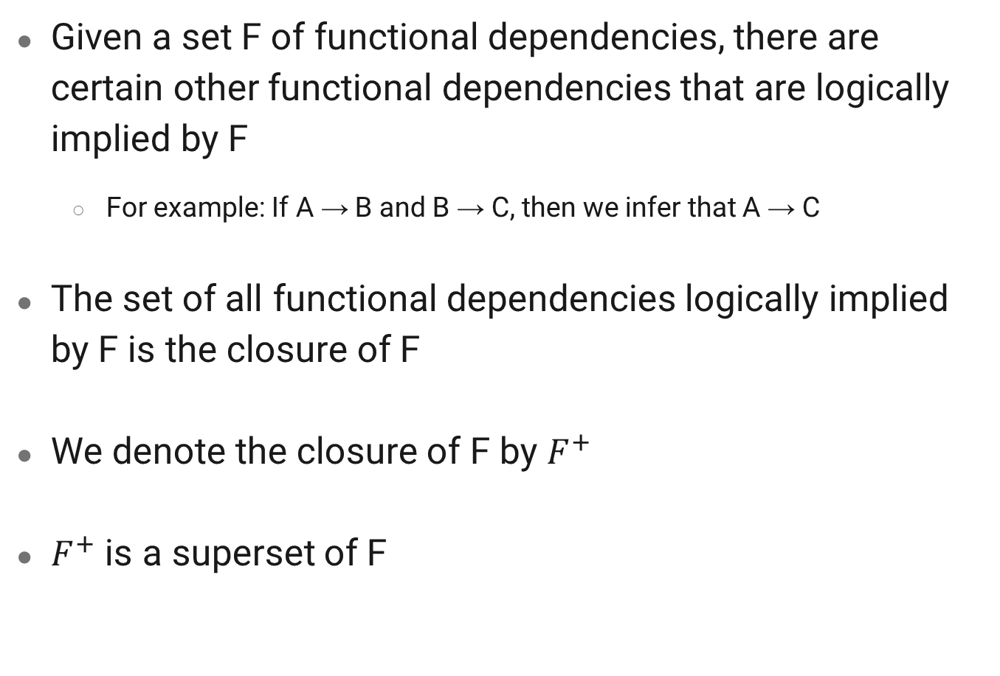 • Given a set F of functional dependencies, there are
certain other functional dependencies that are logically
implied by F
○ For example: If A → B and B → C, then we infer that A → C
• The set of all functional dependencies logically implied
by F is the closure of F
• We denote the closure of F by F⁺
• F⁺ is a superset of F